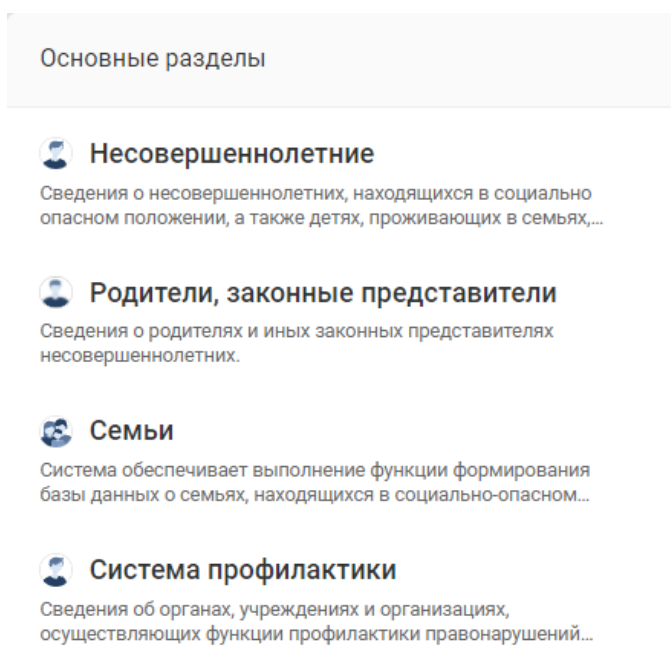 Основные разделы
Несовершеннолетние
Сведения о несовершеннолетних, находящихся в социально
опасном положении, а также детях, проживающих в семьях,...
Родители, законные представители
Сведения о родителях и иных законных представителях
несовершеннолетних.
Семьи
Система обеспечивает выполнение функции формирования
базы данных о семьях, находящихся в социально-опасном...
Система профилактики
Сведения об органах, учреждениях и организациях,
осуществляющих функции профилактики правонарушений...